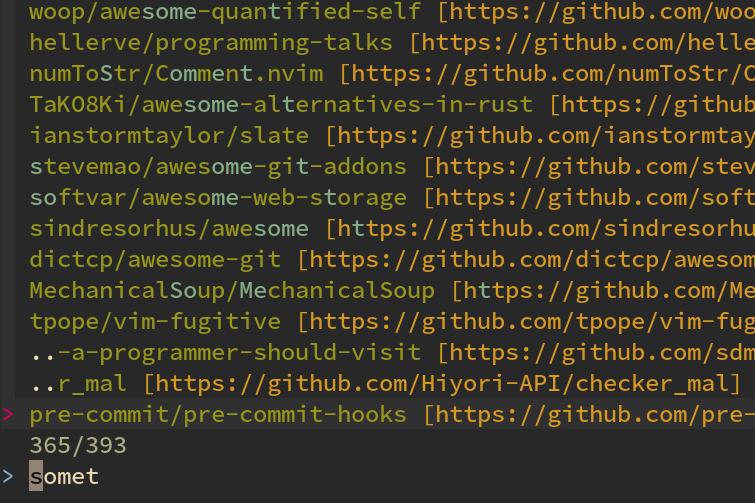 woop/awesome-quantified-self [https://github.com/woo
hellerve/programming-talks [https://github.com/helle
numToStr/Comment.nvim [https://github.com/numToStr/C
TaKO8Ki/awesome-alternatives-in-rust [https://github
ianstormtaylor/slate [https://github.com/ianstormtay
stevemao/awesome-git-addons [https://github.com/stev
softvar/awesome-web-storage [https://github.com/soft
sindresorhus/awesome [https://github.com/sindresorhu
dictcp/awesome-git [https://github.com/dictcp/awesom
MechanicalSoup/MechanicalSoup [https://github.com/Me
tpope/vim-fugitive [https://github.com/tpope/vim-fug
..-a-programmer-should-visit [https://github.com/sdm
..r_mal [https://github.com/Hiyori-API/checker_mal]
> pre-commit/pre-commit-hooks [https://github.com/pre-
365/393
> somet